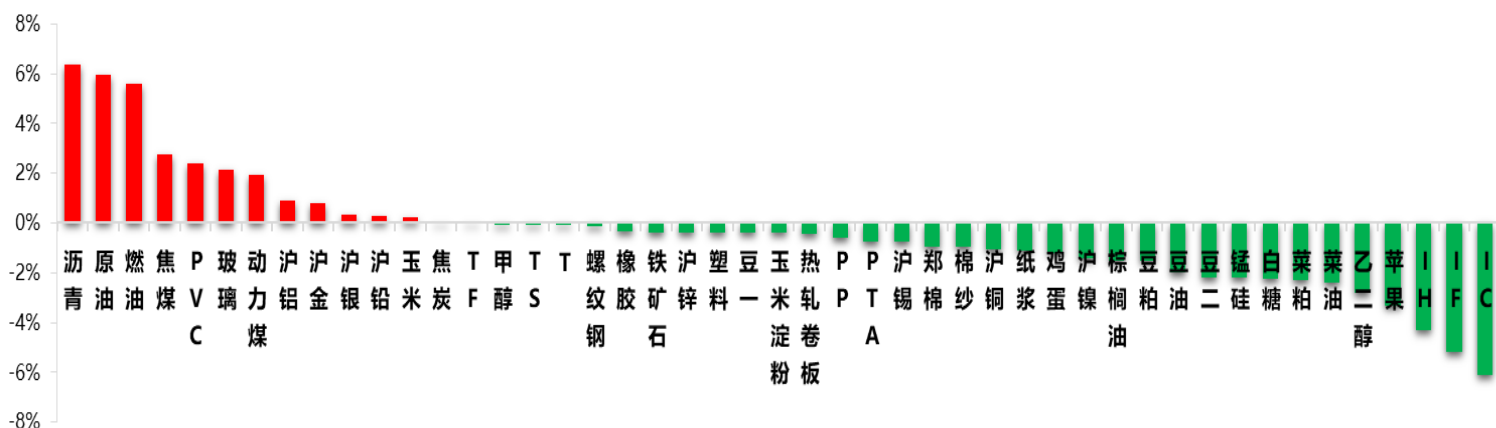 8%
6%
4%
2%
0%
-2%
-4%
-6%
-8%
沥青
原油
燃油
焦煤
PVC
玻璃
动力煤
沪铝
沪金
沪银
沪铅
玉米
焦炭
TF
甲醇
TS
T
螺纹钢
橡胶
铁矿石
沪锌
塑料
豆一
玉米淀粉
热轧卷板
PP
PTA
沪锡
郑棉
棉纱
沪铜
纸浆
鸡蛋
沪镍
棕榈油
豆粕
豆油
豆二
锰硅
白糖
菜粕
菜油
乙二醇
苹果
IH
IF
IC